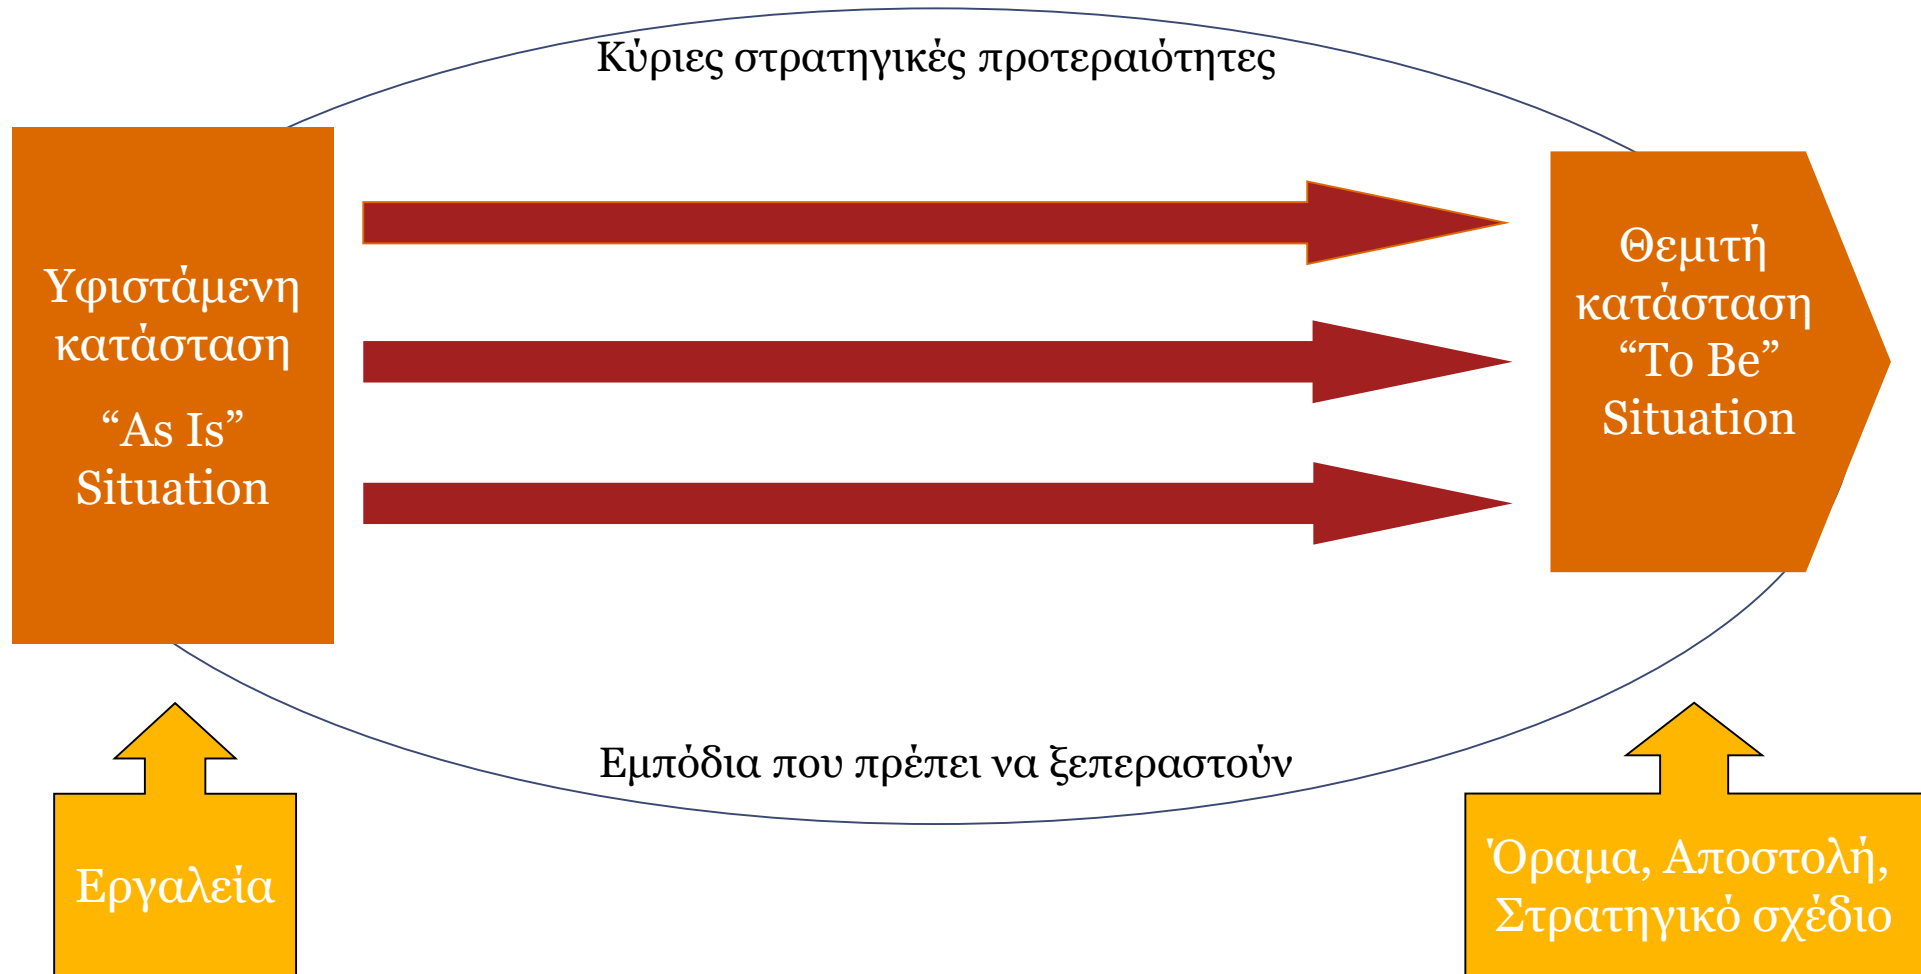 Κύριες στρατηγικές προτεραιότητες
Υφιστάμενη
κατάσταση
“As Is”
Situation
Θεμιτή
κατάσταση
“To Be”
Situation
Εμπόδια που πρέπει να ξεπεραστούν
Εργαλεία
Όραμα, Αποστολή,
Στρατηγικό σχέδιο